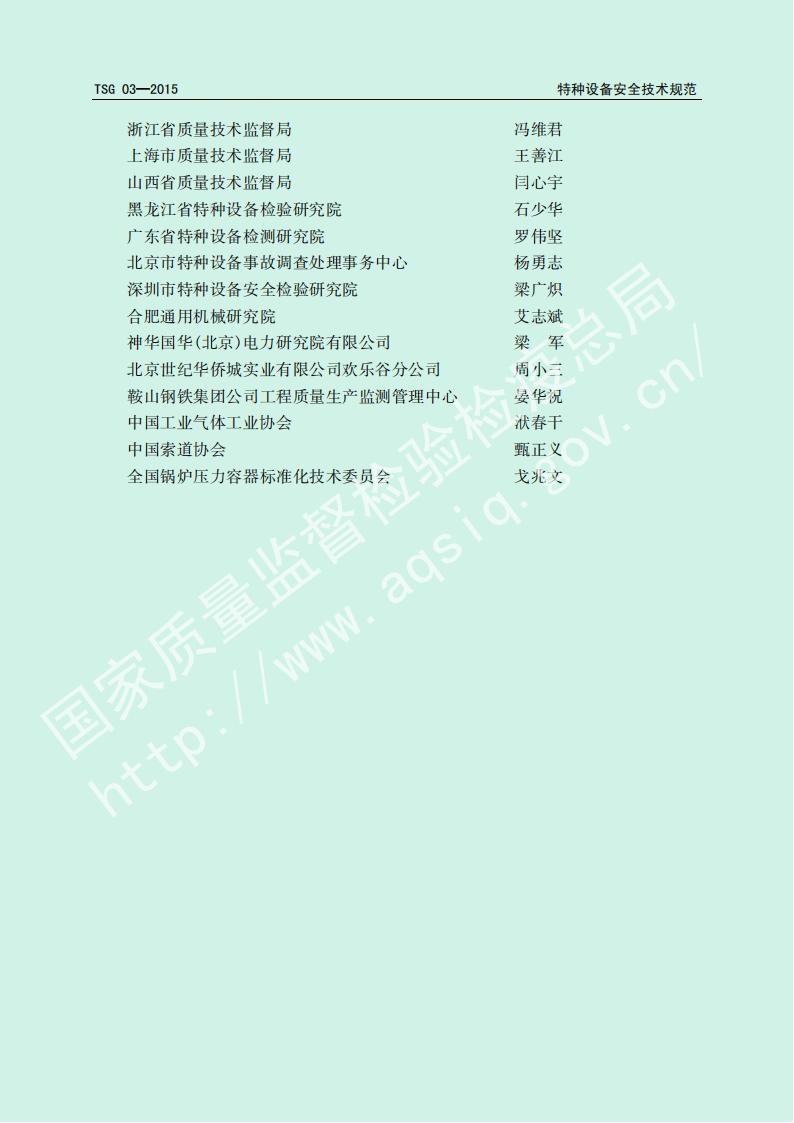 TSG 03—2015 特种设备安全技术规范
浙江省质量技术监督局 冯维君
上海市质量技术监督局 王善江
山西省质量技术监督局 闫心宇
黑龙江省特种设备检验研究院 石少华
广东省特种设备检测研究院 罗伟坚
北京市特种设备事故调查处理事务中心 杨勇志
深圳市特种设备安全检验研究院 梁广炽
合肥通用机械研究院 艾志斌
神华国华(北京)电力研究院有限公司 梁 军
北京世纪华侨城实业有限公司欢乐谷分公司 周小三
鞍山钢铁集团公司工程质量生产监测管理中心 晏华祝
中国工业气体工业协会 洑春干
中国索道协会 甄正义
全国锅炉压力容器标准化技术委员会 戈兆文
国家质量监督检验检疫总局
http://www.aqsiq.gov.cn/